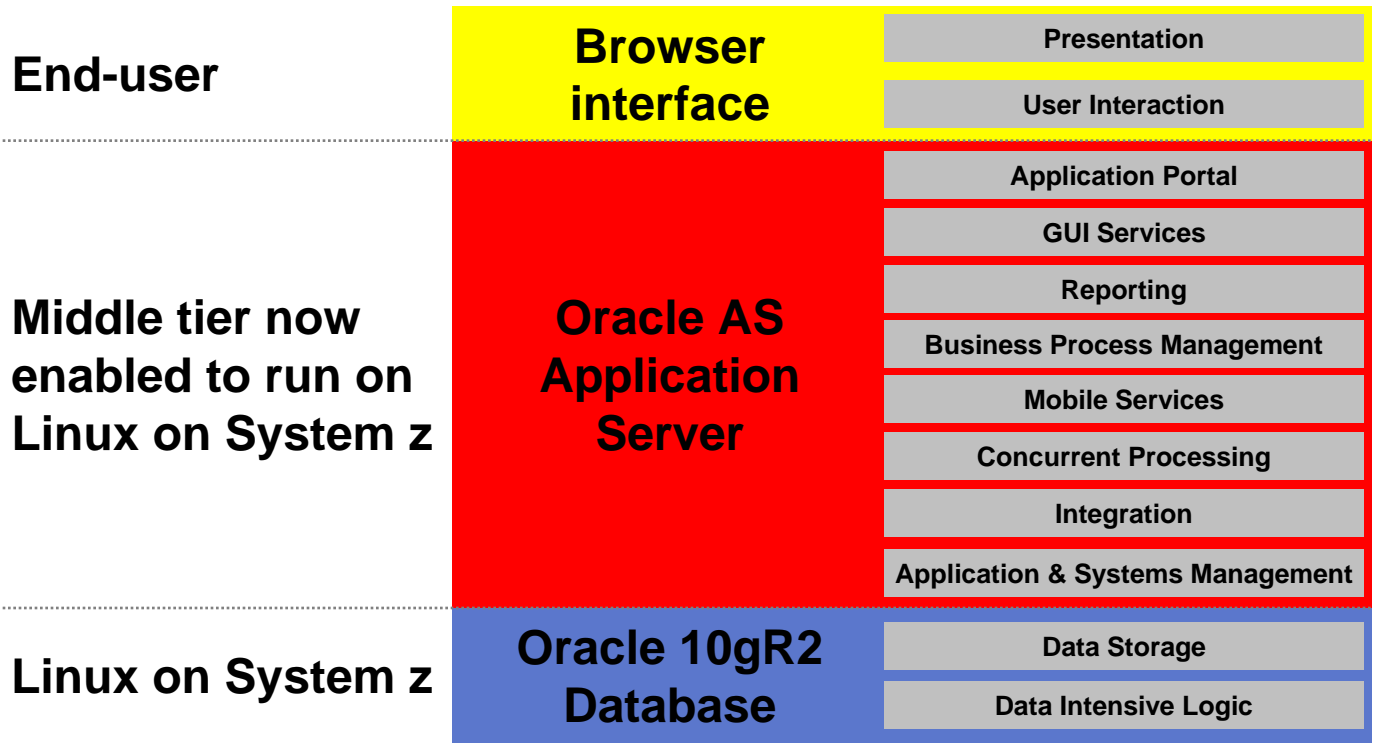 End-user
Browser
interface
Presentation
User Interaction
Middle tier now
enabled to run on
Linux on System z
Oracle AS
Application
Server
Application Portal
GUI Services
Reporting
Business Process Management
Mobile Services
Concurrent Processing
Integration
Application & Systems Management
Linux on System z
Oracle 10gR2
Database
Data Storage
Data Intensive Logic